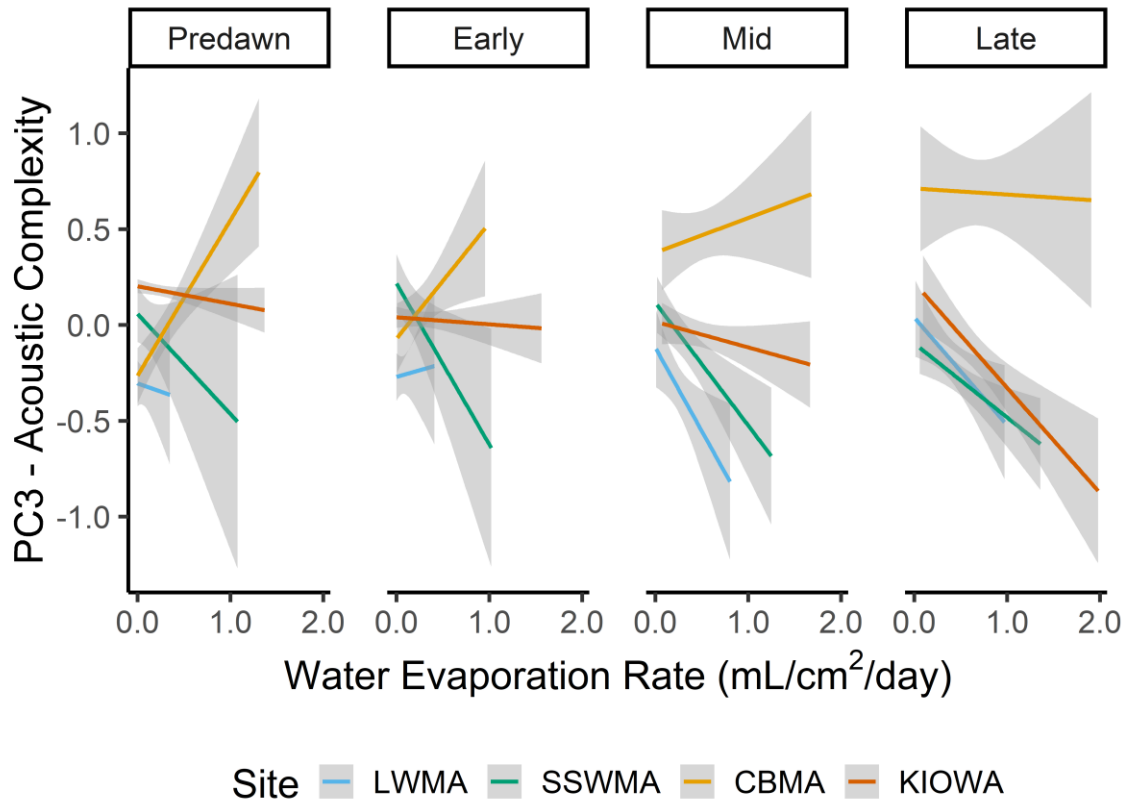 Predawn Early Mid Late
PC3 - Acoustic Complexity
1.0
0.5
0.0
-0.5
-1.0
0.0 1.0 2.0 0.0 1.0 2.0 0.0 1.0 2.0 0.0 1.0 2.0
Water Evaporation Rate (mL/cm²/day)
Site LWMA SSWMA CBMA KIOWA